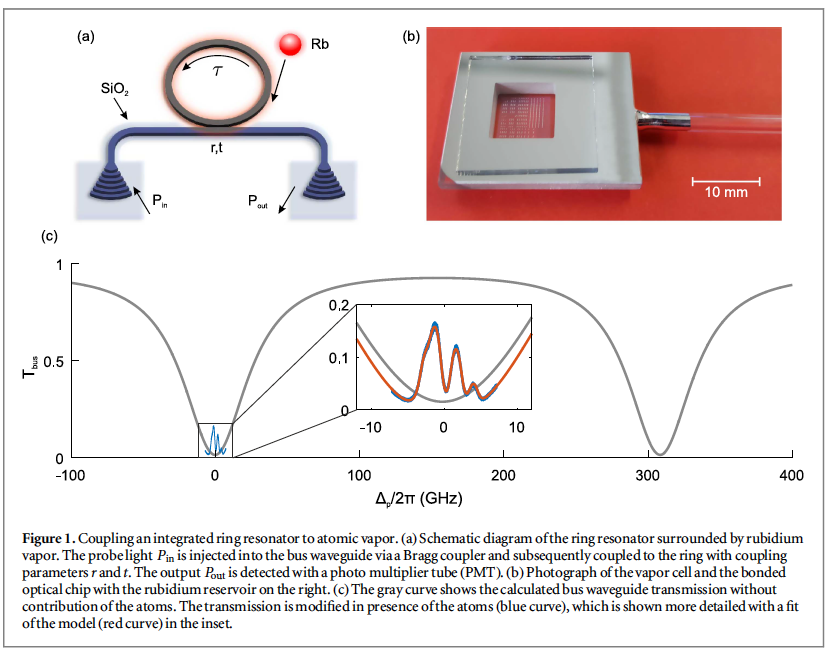 (a)
Rb
τ
SiO₂
r,t
P_in
P_out
(b)
10 mm
(c)
1
0.5
0
T_bus
0.2
0.1
0
-10
0
10
-100
0
100
200
300
400
Δ_p/2π (GHz)
Figure 1. Coupling an integrated ring resonator to atomic vapor. (a) Schematic diagram of the ring resonator surrounded by rubidium
vapor. The probe light P_in is injected into the bus waveguide via a Bragg coupler and subsequently coupled to the ring with coupling
parameters r and t. The output P_out is detected with a photo multiplier tube (PMT). (b) Photograph of the vapor cell and the bonded
optical chip with the rubidium reservoir on the right. (c) The gray curve shows the calculated bus waveguide transmission without
contribution of the atoms. The transmission is modified in presence of the atoms (blue curve), which is shown more detailed with a fit
of the model (red curve) in the inset.